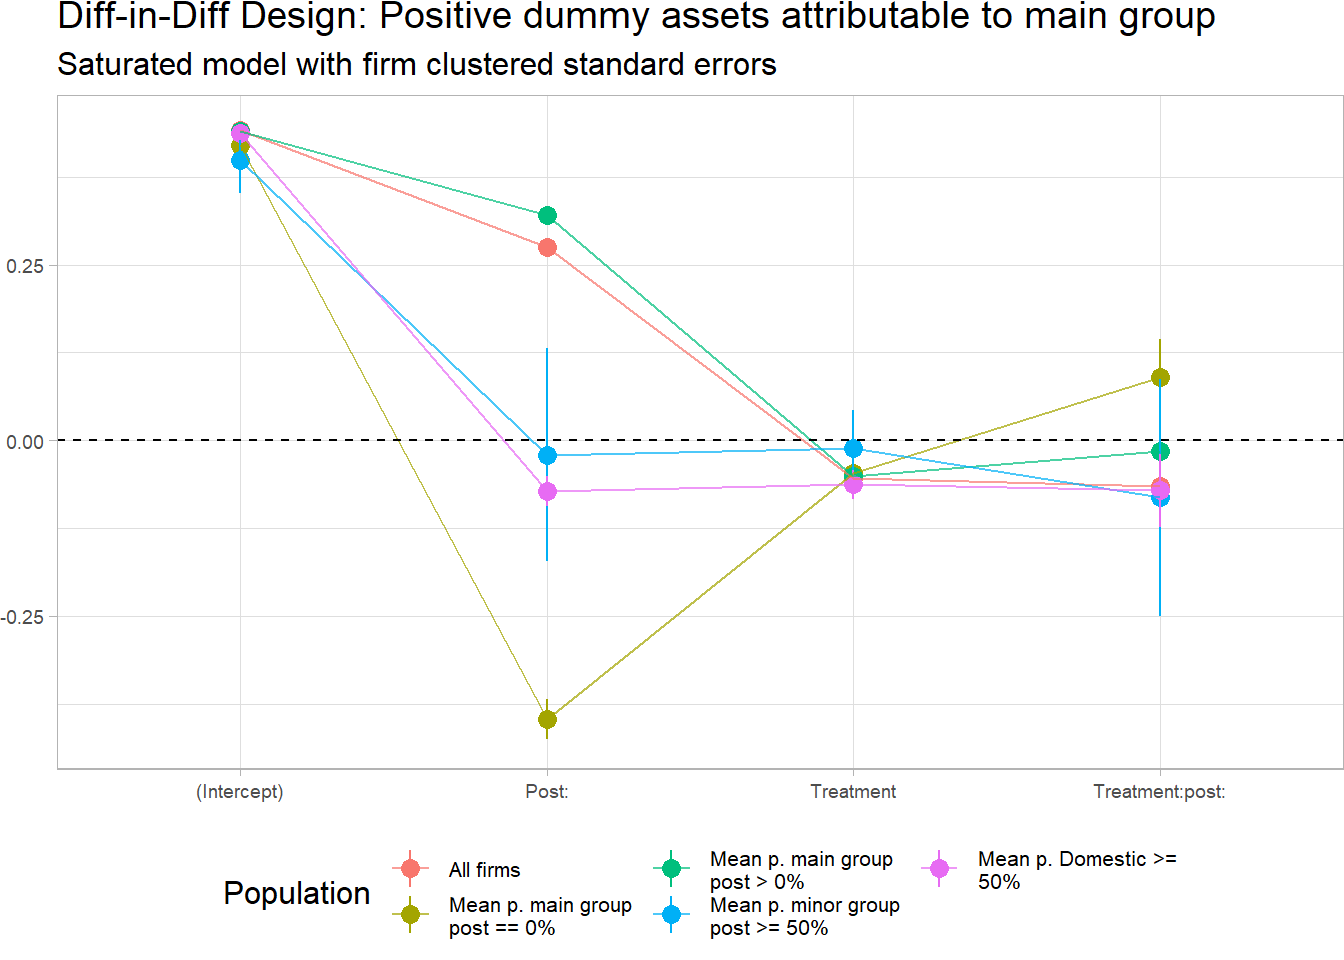 Diff-in-Diff Design: Positive dummy assets attributable to main group
Saturated model with firm clustered standard errors
0.25
0.00
-0.25
(Intercept)
Post:
Treatment
Treatment:post:
Population
All firms
Mean p. main group
post == 0%
Mean p. main group
post > 0%
Mean p. minor group
post >= 50%
Mean p. Domestic >=
50%